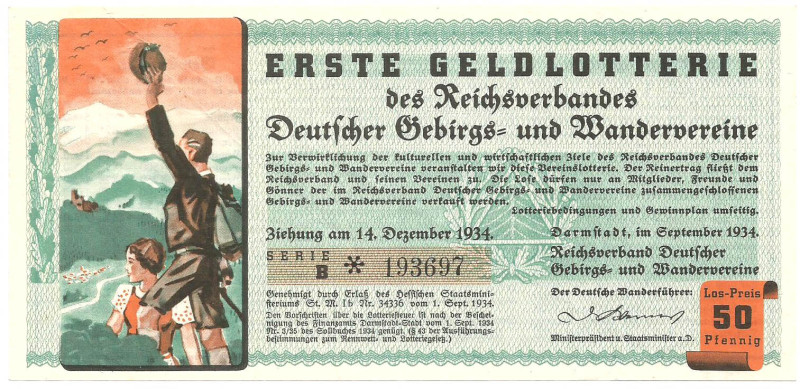 ERSTE GELDLOTTERIE
des Reichsverbandes
Deutscher Gebirgs- und Wandervereine
Zur Verwirklichung der kulturellen und wirtschaftlichen Ziele des Reichsverbandes Deutscher
Gebirgs- und Wandervereine veranstalten wir diese Vereinslotterie. Der Reinertrag fließt dem
Reichsverband und seinen Vereinen zu. Die Lose dürfen nur an Mitglieder, Freunde und
Gönner der im Reichsverband Deutscher Gebirgs- und Wandervereine zusammengeschlossenen
Gebirgs- und Wandervereine verkauft werden.
Lotteriebedingungen und Gewinnplan umseitig.
Ziehung am 14. Dezember 1934.
SERIE
B * 193697
Genehmigt durch Erlaß des Hessischen Staatsmini-
steriums St. M. Ib Nr. 34336 vom 1. Sept. 1934.
Den Vorschriften über die Lotteriesteuer ist nach der Beschei-
nigung des Finanzamts Darmstadt-Stadt vom 1. Sept. 1934
Nr. 3/35 des Sollbuches 1934 genügt. (§ 43 der Ausführungs-
bestimmungen zum Rennwett- und Lotteriegesetz.)
Darmstadt, im September 1934.
Reichsverband Deutscher
Gebirgs- und Wandervereine
Der Deutsche Wanderführer:
Ministerpräsident u. Staatsminister a.D.
Los-Preis
50
Pfennig